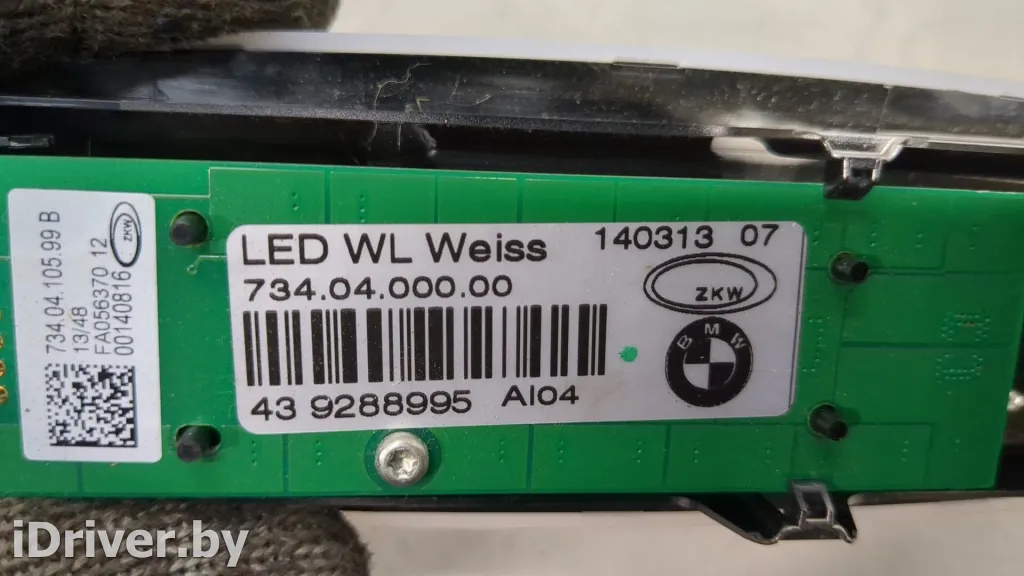 734.04.105.99 B
13/48
FA056370 12
00140816
ZKW
LED WL Weiss
140313 07
734.04.000.00
ZKW
BMW
43 9288995 AI04
iDriver.by